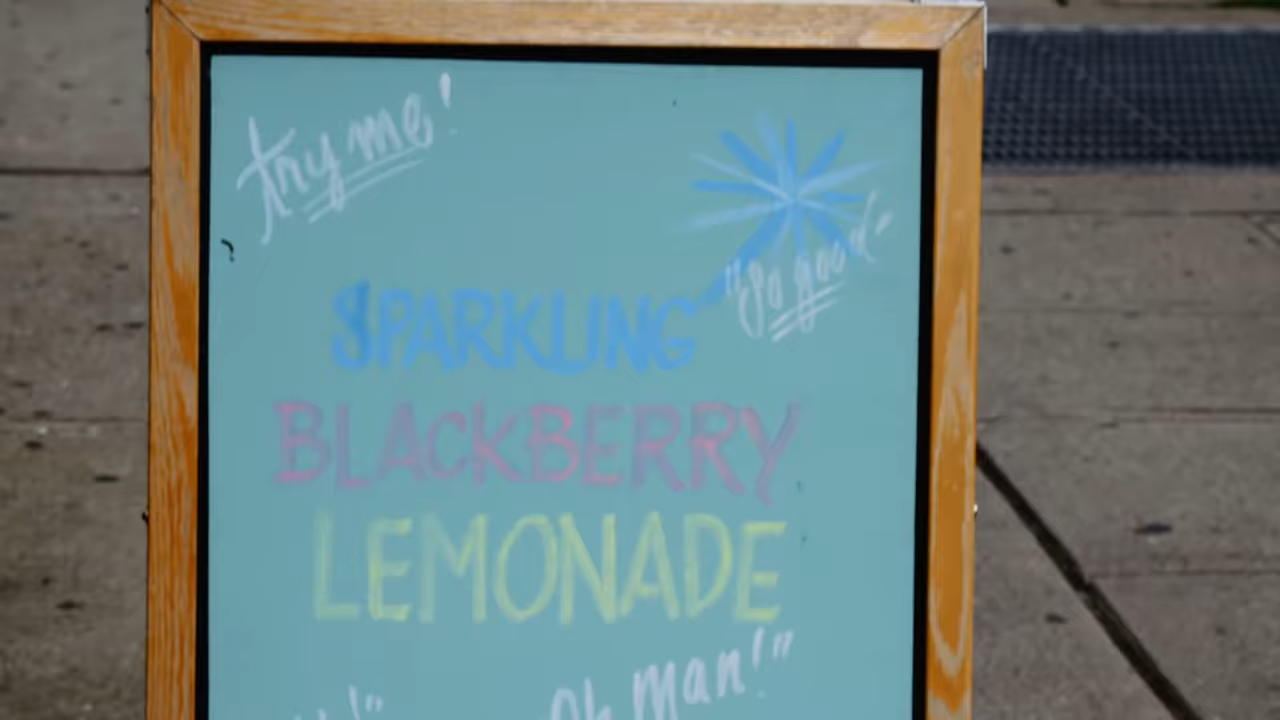 try me!
"So good"
SPARKLING
BLACKBERRY
LEMONADE
Oh Man!"